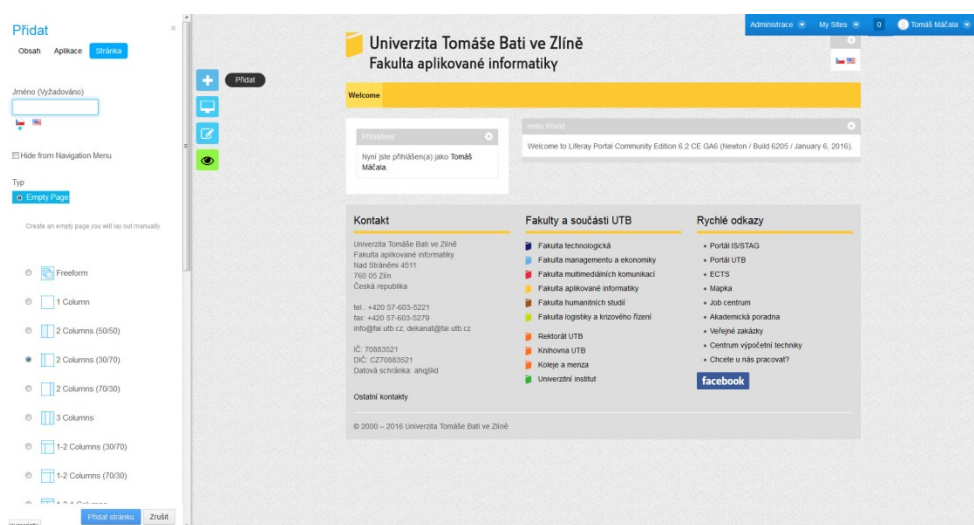 Přidat
×
Obsah Aplikace Stránka
Jméno (Vyžadováno)
Hide from Navigation Menu
Typ
Empty Page
Create an empty page you will lay out manually.
Freeform
1 Column
2 Columns (50/50)
2 Columns (30/70)
2 Columns (70/30)
3 Columns
1-2 Columns (30/70)
1-2 Columns (70/30)
Přidat stránku Zrušit
Přidat
Administrace My Sites 0 Tomáš Máčala
Univerzita Tomáše Bati ve Zlíně
Fakulta aplikované informatiky
Welcome
Přihlášení
Nyní jste přihlášen(a) jako Tomáš
Máčala.
Hello World
Welcome to Liferay Portal Community Edition 6.2 CE GA6 (Newton / Build 6205 / January 6, 2016).
Kontakt
Univerzita Tomáše Bati ve Zlíně
Fakulta aplikované informatiky
Nad Stráněmi 4511
760 05 Zlín
Česká republika
tel.: +420 57-603-5221
fax: +420 57-603-5279
info@fai.utb.cz, dekanat@fai.utb.cz
IČ: 70883521
DIČ: CZ70883521
Datová schránka: ahqj9id
Ostatní kontakty
Fakulty a součásti UTB
Fakulta technologická
Fakulta managementu a ekonomiky
Fakulta multimediálních komunikací
Fakulta aplikované informatiky
Fakulta humanitních studií
Fakulta logistiky a krizového řízení
Rektorát UTB
Knihovna UTB
Koleje a menza
Univerzitní institut
Rychlé odkazy
Portál IS/STAG
Portál UTB
ECTS
Mapka
Job centrum
Akademická poradna
Veřejné zakázky
Centrum výpočetní techniky
Chcete u nás pracovat?
facebook
© 2000 – 2016 Univerzita Tomáše Bati ve Zlíně